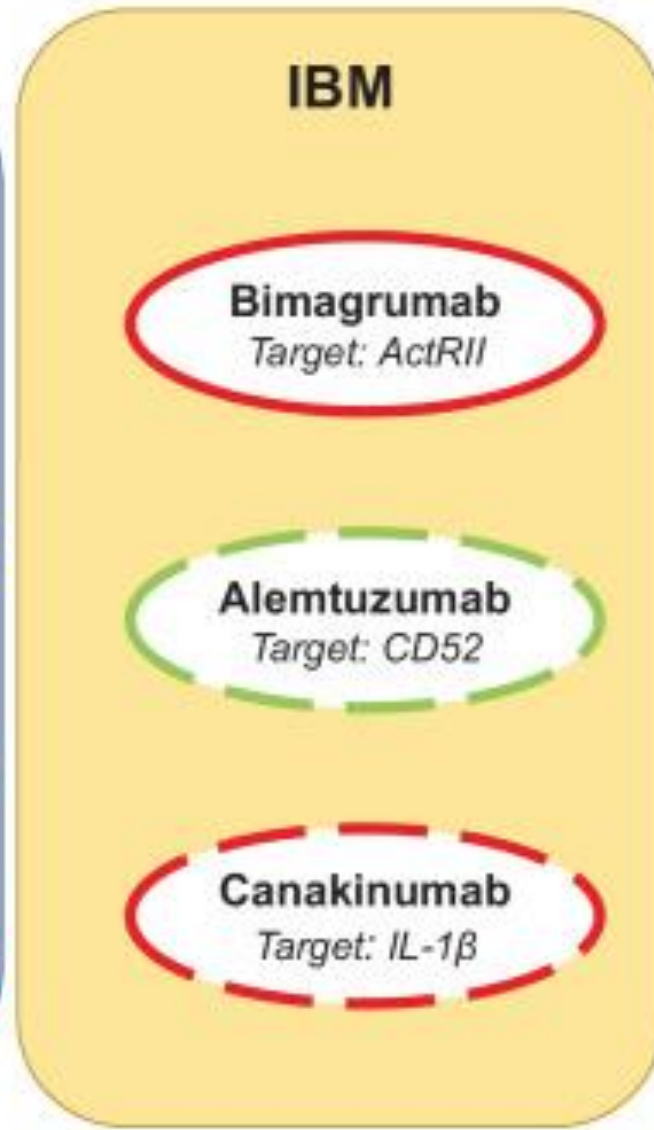 IBM
Bimagrumab
Target: ActRII
Alemtuzumab
Target: CD52
Canakinumab
Target: IL-1β